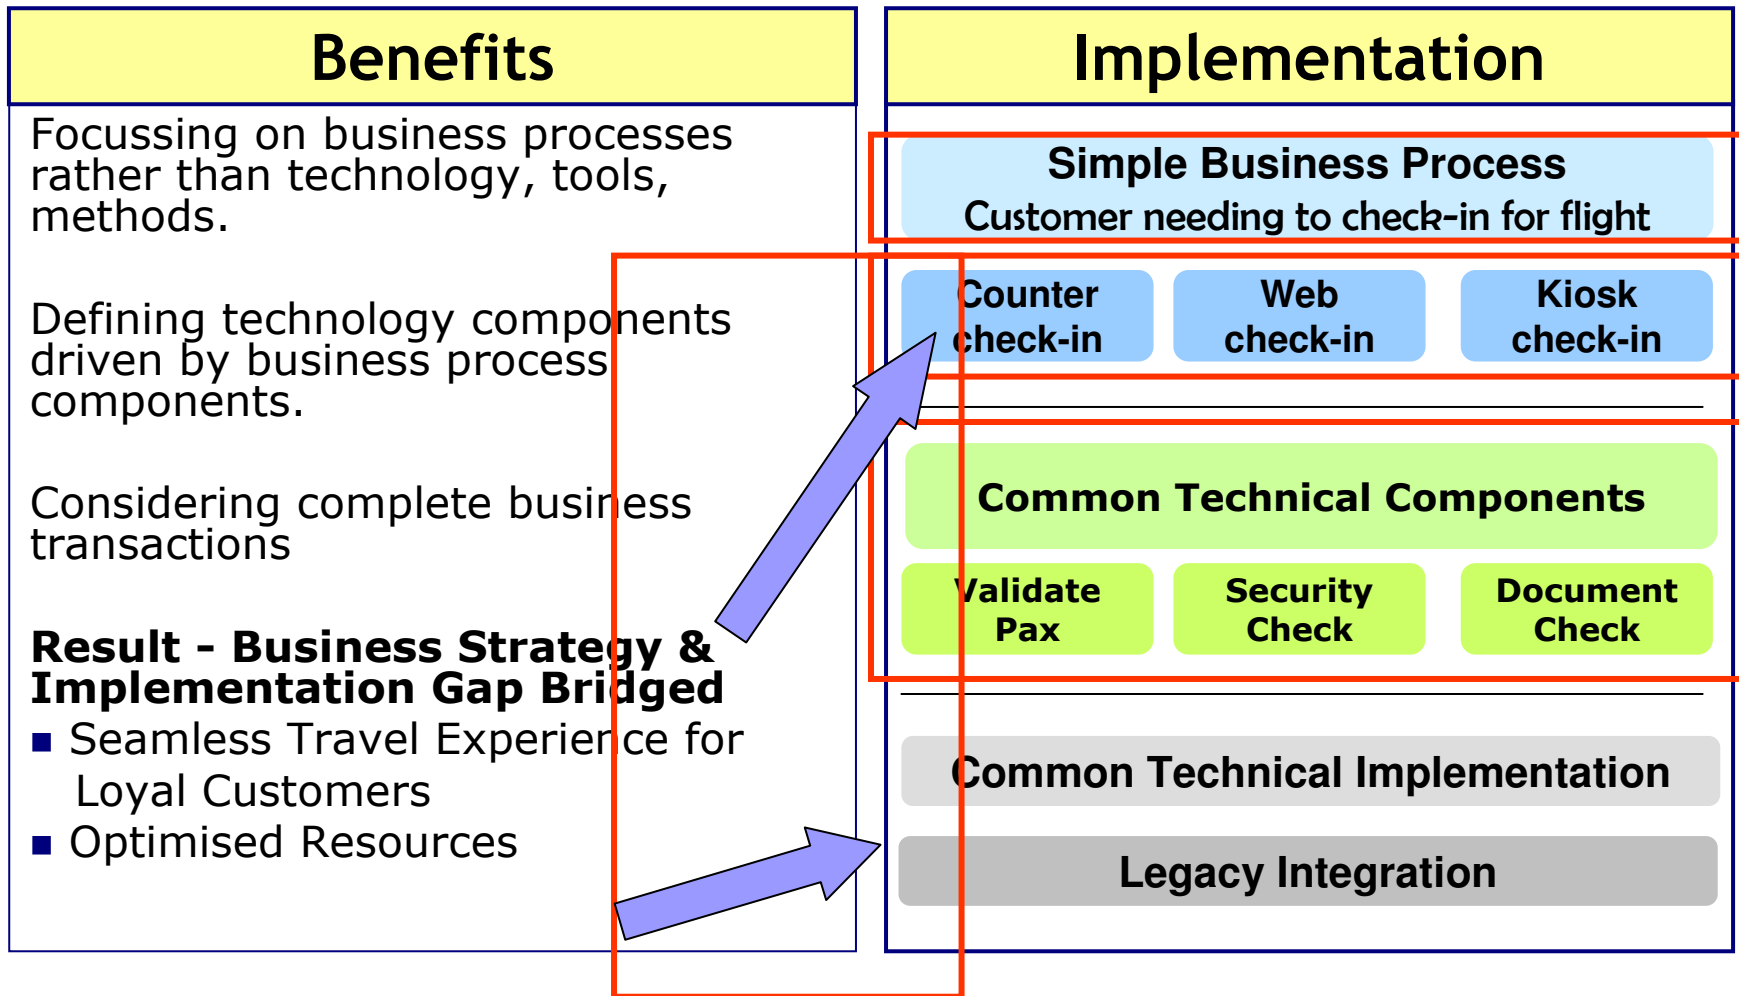 Benefits
Focussing on business processes
rather than technology, tools,
methods.
Defining technology components
driven by business process
components.
Considering complete business
transactions
Result - Business Strategy &
Implementation Gap Bridged
Seamless Travel Experience for
Loyal Customers
Optimised Resources
Implementation
Simple Business Process
Customer needing to check-in for flight
Counter
check-in
Web
check-in
Kiosk
check-in
Common Technical Components
Validate
Pax
Security
Check
Document
Check
Common Technical Implementation
Legacy Integration